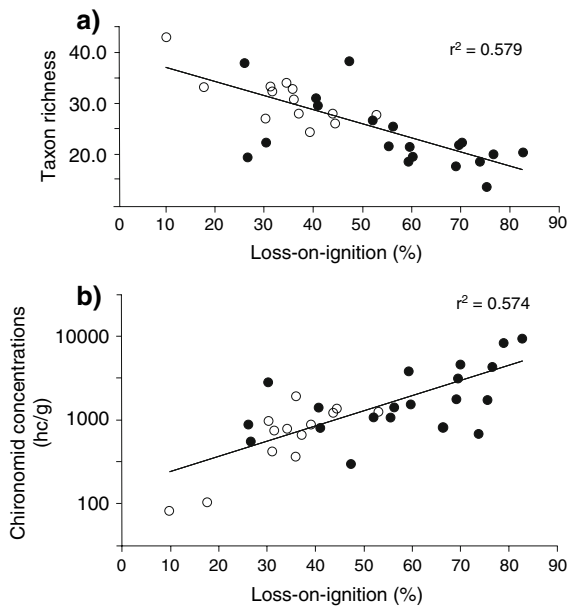 a)
r² = 0.579
Taxon richness
40.0
30.0
20.0
0 10 20 30 40 50 60 70 80 90
Loss-on-ignition (%)
b)
r² = 0.574
Chironomid concentrations
(hc/g)
10000
1000
100
0 10 20 30 40 50 60 70 80 90
Loss-on-ignition (%)